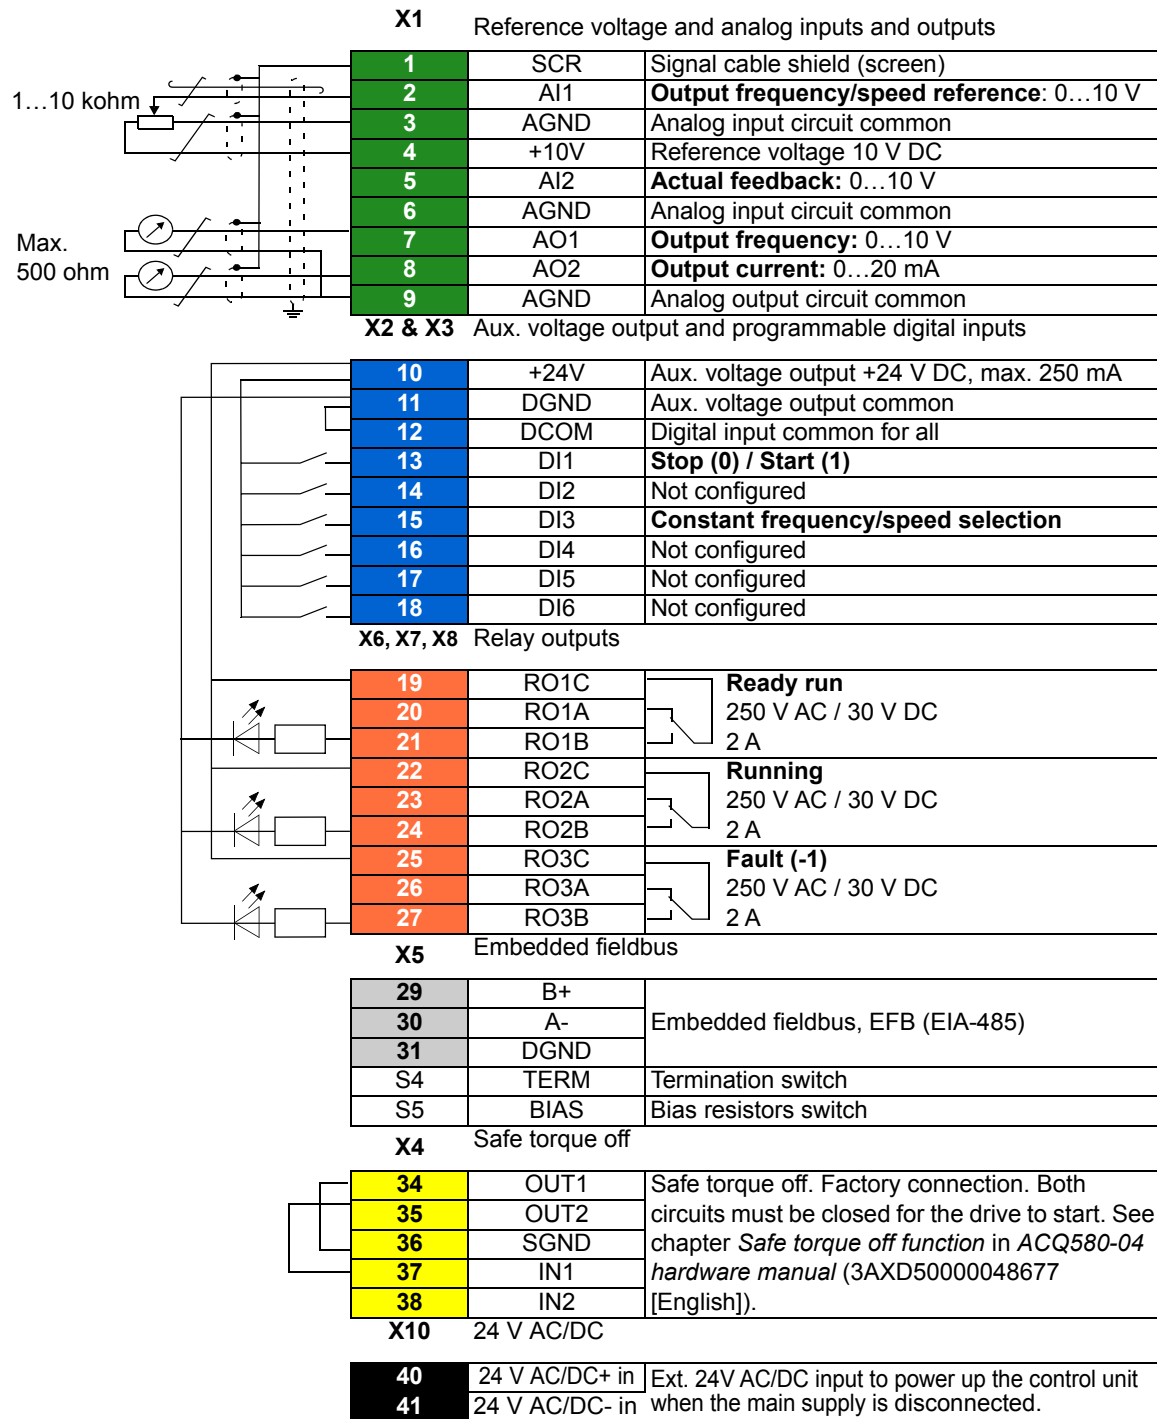 X1 Reference voltage and analog inputs and outputs
1 SCR Signal cable shield (screen)
1…10 kohm
2 AI1 Output frequency/speed reference: 0…10 V
3 AGND Analog input circuit common
4 +10V Reference voltage 10 V DC
5 AI2 Actual feedback: 0…10 V
6 AGND Analog input circuit common
Max.
500 ohm
7 AO1 Output frequency: 0…10 V
8 AO2 Output current: 0…20 mA
9 AGND Analog output circuit common
X2 & X3 Aux. voltage output and programmable digital inputs
10 +24V Aux. voltage output +24 V DC, max. 250 mA
11 DGND Aux. voltage output common
12 DCOM Digital input common for all
13 DI1 Stop (0) / Start (1)
14 DI2 Not configured
15 DI3 Constant frequency/speed selection
16 DI4 Not configured
17 DI5 Not configured
18 DI6 Not configured
X6, X7, X8 Relay outputs
19 RO1C Ready run
20 RO1A 250 V AC / 30 V DC
21 RO1B 2 A
22 RO2C Running
23 RO2A 250 V AC / 30 V DC
24 RO2B 2 A
25 RO3C Fault (-1)
26 RO3A 250 V AC / 30 V DC
27 RO3B 2 A
X5 Embedded fieldbus
29 B+
30 A- Embedded fieldbus, EFB (EIA-485)
31 DGND
S4 TERM Termination switch
S5 BIAS Bias resistors switch
X4 Safe torque off
34 OUT1 Safe torque off. Factory connection. Both
35 OUT2 circuits must be closed for the drive to start. See
36 SGND chapter Safe torque off function in ACQ580-04
37 IN1 hardware manual (3AXD50000048677
38 IN2 [English]).
X10 24 V AC/DC
40 24 V AC/DC+ in Ext. 24V AC/DC input to power up the control unit
41 24 V AC/DC- in when the main supply is disconnected.